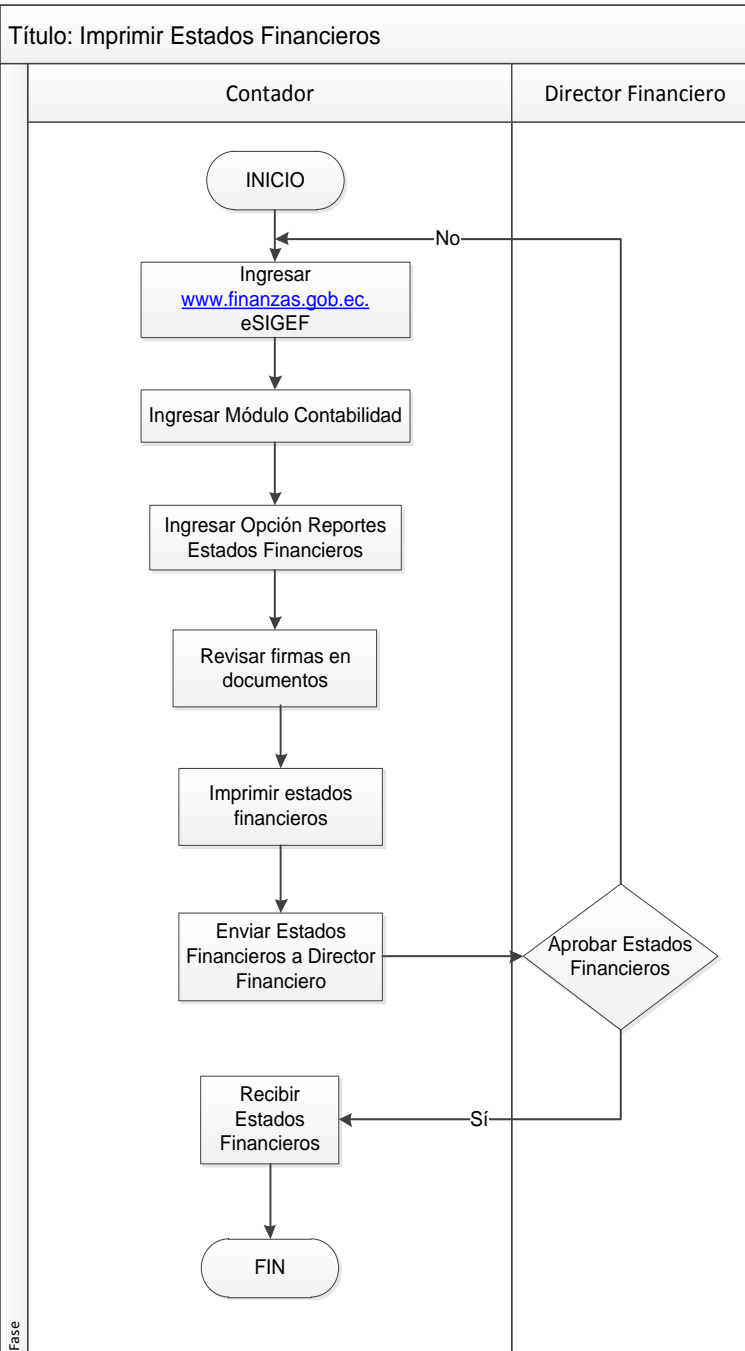 Título: Imprimir Estados Financieros
Contador
Director Financiero
INICIO
No
Ingresar
www.finanzas.gob.ec.
eSIGEF
Ingresar Módulo Contabilidad
Ingresar Opción Reportes
Estados Financieros
Revisar firmas en
documentos
Imprimir estados
financieros
Enviar Estados
Financieros a Director
Financiero
Aprobar Estados
Financieros
Recibir
Estados
Financieros
Sí
FIN
Fase